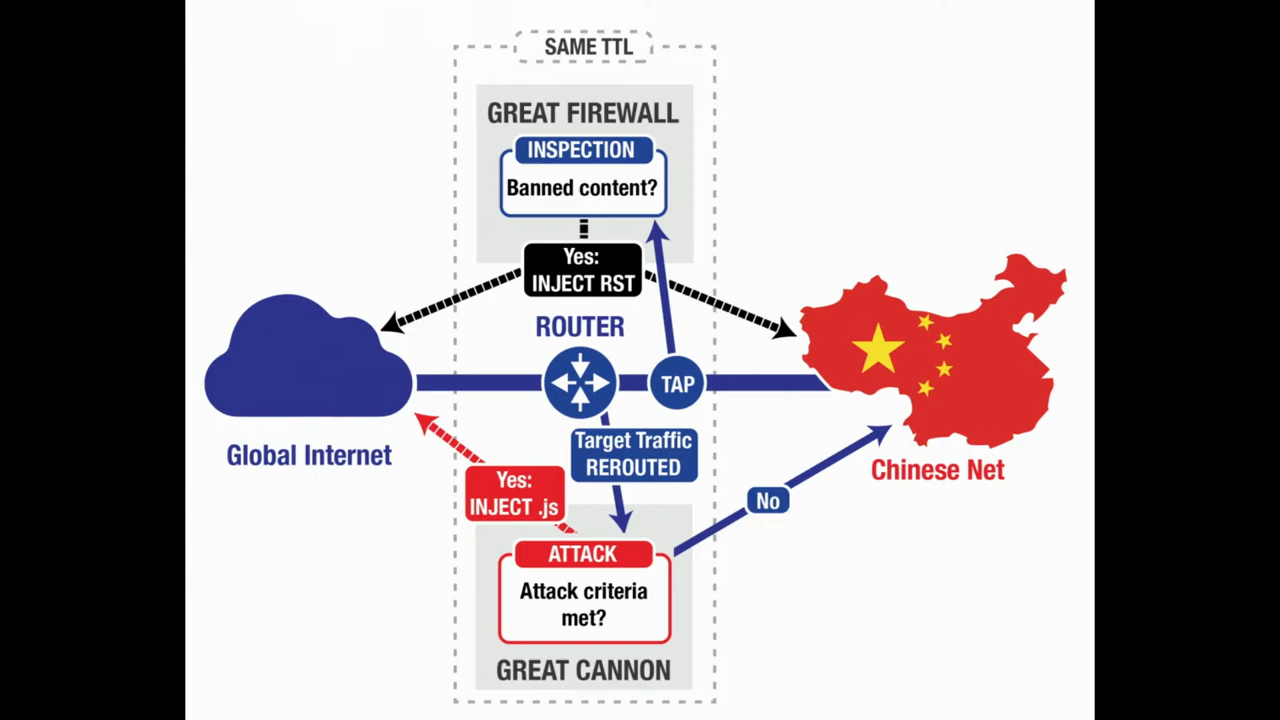 SAME TTL
GREAT FIREWALL
INSPECTION
Banned content?
Yes:
INJECT RST
ROUTER
TAP
Global Internet
Target Traffic
REROUTED
Chinese Net
Yes:
INJECT .js
No
ATTACK
Attack criteria
met?
GREAT CANNON